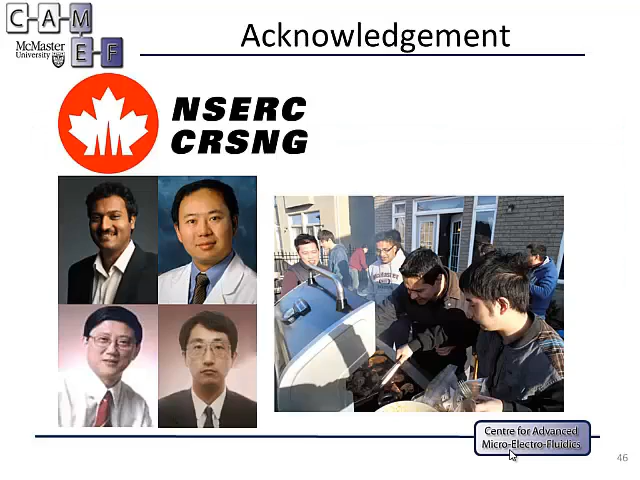 C A M
McMaster
University
E F
Acknowledgement
NSERC
CRSNG
Centre for Advanced
Micro-Electro-Fluidics
46